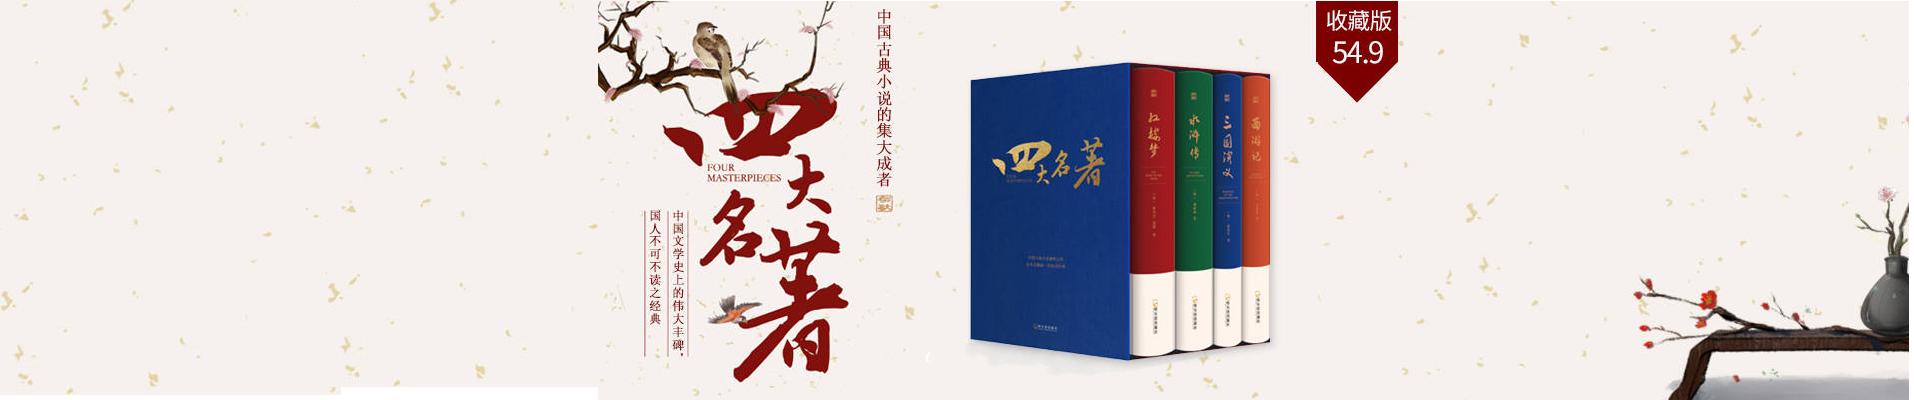 四大名著
FOUR
MASTERPIECES
中国古典小说的集大成者
中国文学史上的伟大丰碑，
国人不可不读之经典
四大名著
红楼梦
水浒传
三国演义
西游记
收藏版
54.9